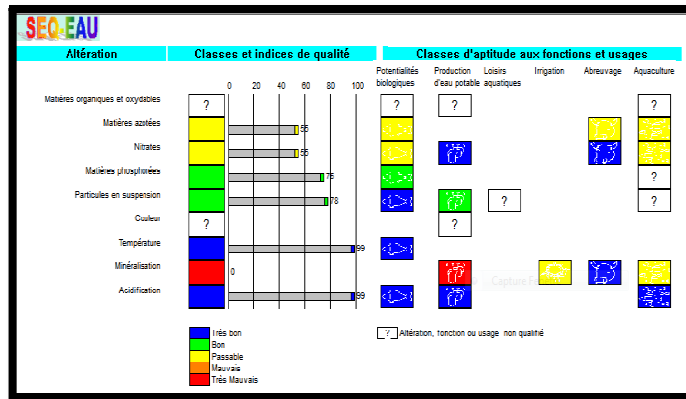 SEQ-EAU
Altération Classes et indices de qualité Classes d'aptitude aux fonctions et usages
Potentialités biologiques Production d'eau potable Loisirs aquatiques Irrigation Abreuvage Aquaculture
0 20 40 60 80 100
Matières organiques et oxydables ? ? ? ?
Matières azotées 55
Nitrates 55
Matières phosphorées 75 ?
Particules en suspension 78 ? ?
Couleur ? ?
Température 99
Minéralisation 0
Capture
Acidification 99
Très bon
Bon
Passable
Mauvais
Très Mauvais
? Altération, fonction ou usage non qualifié